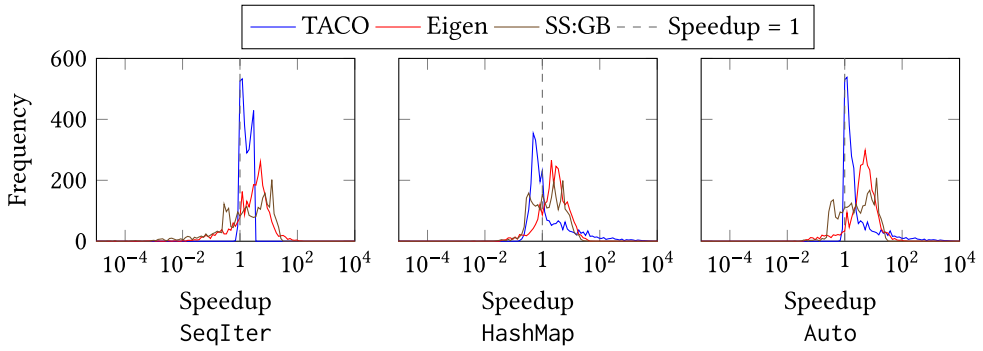 TACO Eigen SS:GB Speedup = 1
Frequency
600
400
200
0
10^−4 10^−2 1 10^2 10^4
Speedup
SeqIter
10^−4 10^−2 1 10^2 10^4
Speedup
HashMap
10^−4 10^−2 1 10^2 10^4
Speedup
Auto